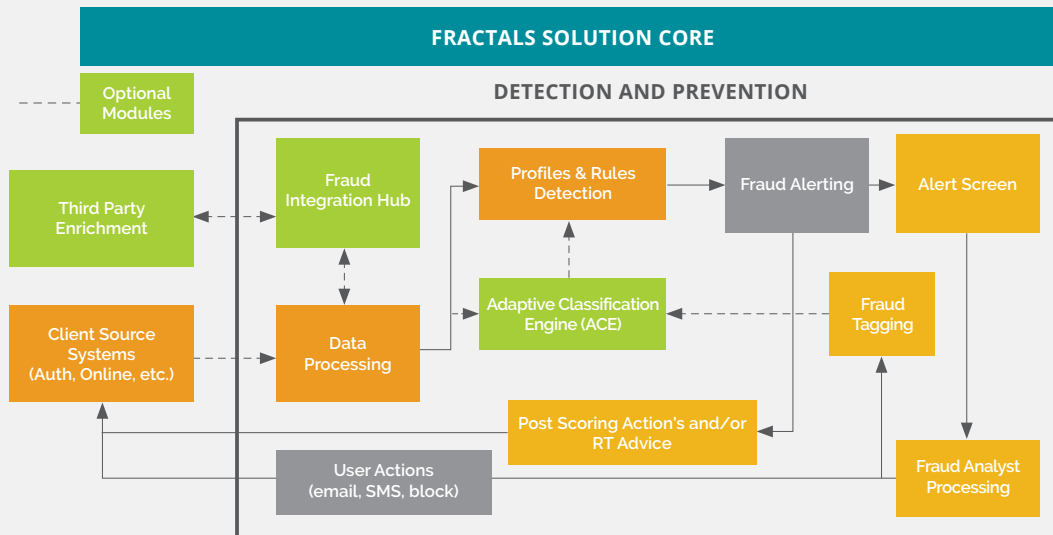 FRACTALS SOLUTION CORE
Optional
Modules
DETECTION AND PREVENTION
Third Party
Enrichment
Fraud
Integration Hub
Profiles & Rules
Detection
Fraud Alerting
Alert Screen
Client Source
Systems
(Auth, Online, etc.)
Data
Processing
Adaptive Classification
Engine (ACE)
Fraud
Tagging
Post Scoring Action's and/or
RT Advice
User Actions
(email, SMS, block)
Fraud Analyst
Processing